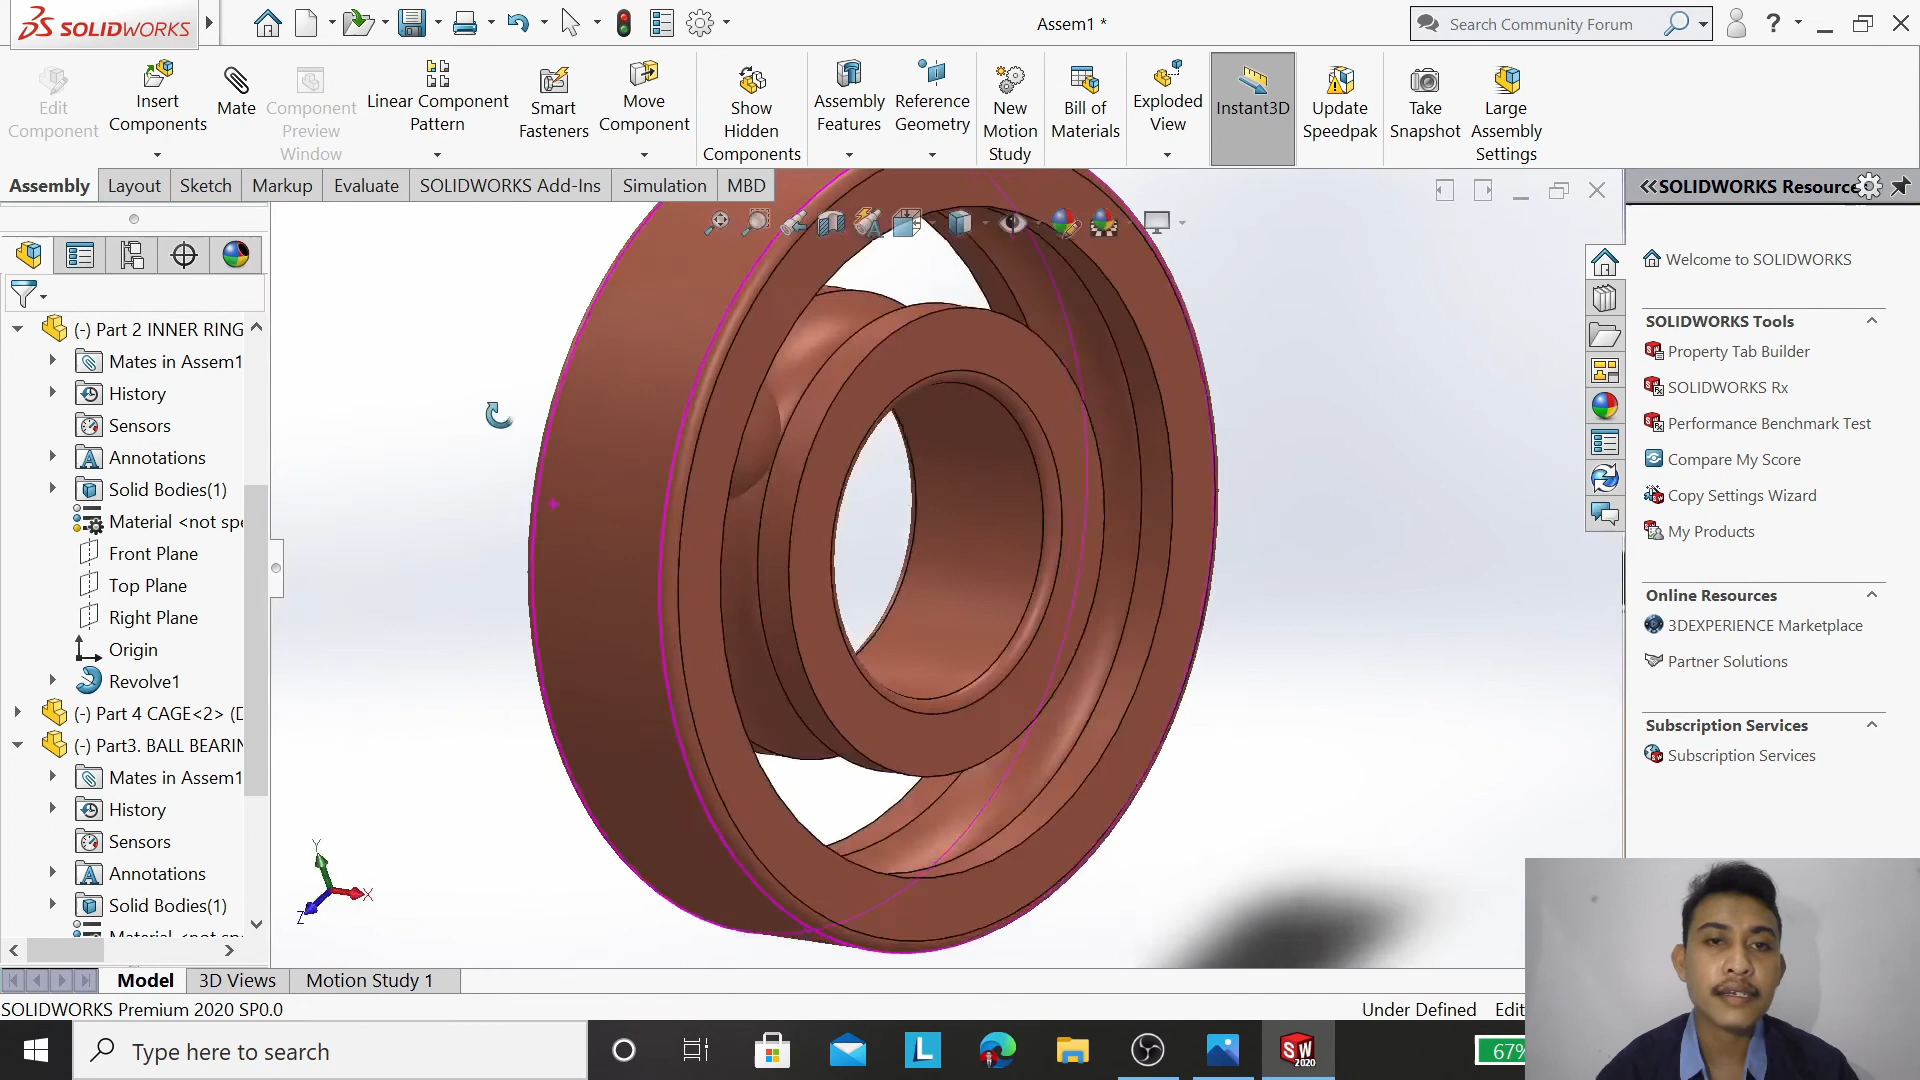 SOLIDWORKS
Assem1 *
Search Community Forum
?
Edit Component
Insert Components
Mate
Component Preview Window
Linear Component Pattern
Smart Fasteners
Move Component
Show Hidden Components
Assembly Features
Reference Geometry
New Motion Study
Bill of Materials
Exploded View
Instant3D
Update Speedpak
Take Snapshot
Large Assembly Settings
Assembly
Layout
Sketch
Markup
Evaluate
SOLIDWORKS Add-Ins
Simulation
MBD
(-) Part 2 INNER RING
Mates in Assem1
History
Sensors
Annotations
Solid Bodies(1)
Material <not spe
Front Plane
Top Plane
Right Plane
Origin
Revolve1
(-) Part 4 CAGE<2> (D
(-) Part3. BALL BEARIN
Mates in Assem1
History
Sensors
Annotations
Solid Bodies(1)
Material <not spe
Y
X
Z
SOLIDWORKS Resource
Welcome to SOLIDWORKS
SOLIDWORKS Tools
Property Tab Builder
SOLIDWORKS Rx
Performance Benchmark Test
Compare My Score
Copy Settings Wizard
My Products
Online Resources
3DEXPERIENCE Marketplace
Partner Solutions
Subscription Services
Subscription Services
Model
3D Views
Motion Study 1
SOLIDWORKS Premium 2020 SP0.0
Under Defined
Edit
Type here to search
L
SW
2020
67%